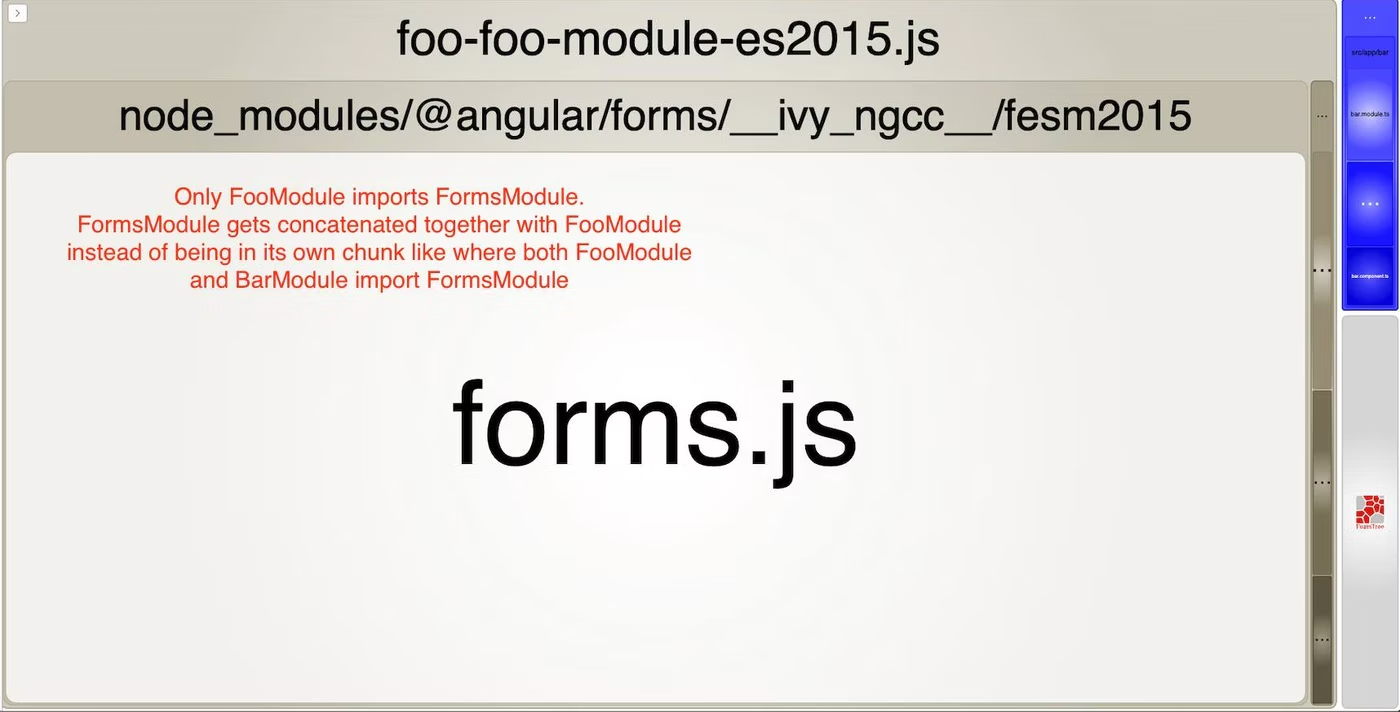 foo-foo-module-es2015.js
...
src/app/bar
node_modules/@angular/forms/__ivy_ngcc__/fesm2015
...
bar.module.ts
Only FooModule imports FormsModule.
FormsModule gets concatenated together with FooModule
instead of being in its own chunk like where both FooModule
and BarModule import FormsModule
...
...
bar.component.ts
forms.js
...
FoamTree
...